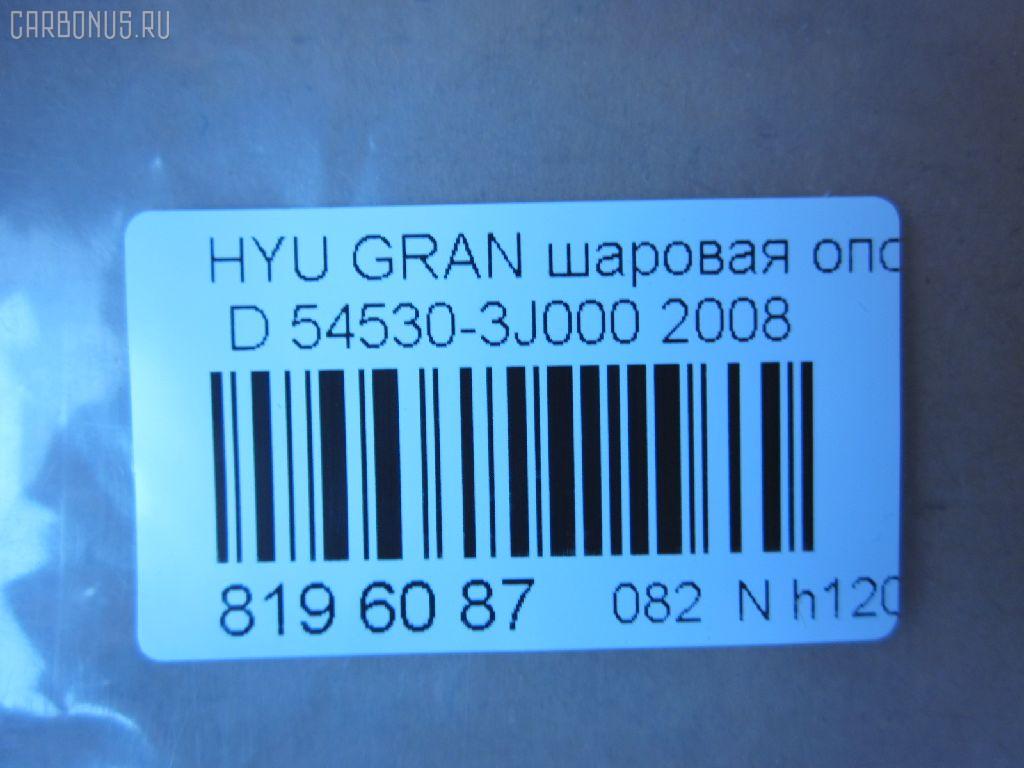 CARBONUS.RU
HYU GRAN шаровая опо
D 54530-3J000 2008
819 60 87 082 N h120